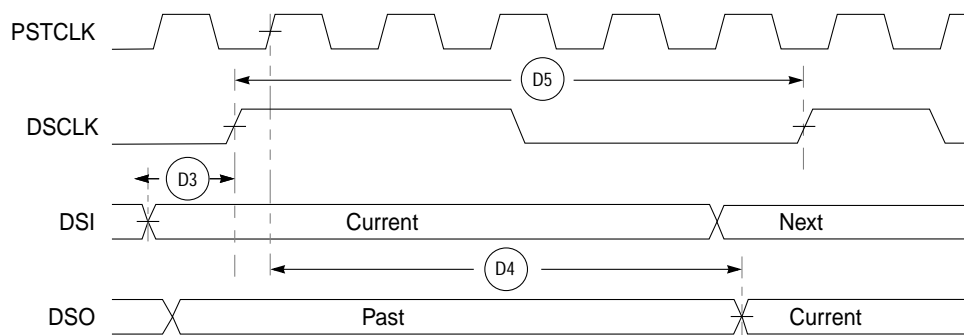 PSTCLK
D5
DSCLK
D3
DSI
Current
Next
D4
DSO
Past
Current